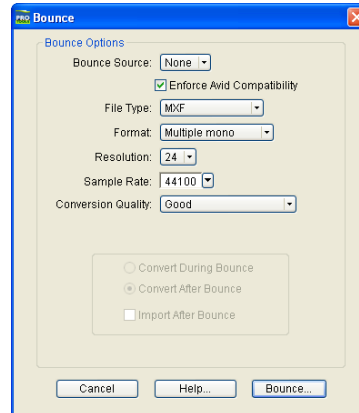 PRO Bounce
Bounce Options
Bounce Source: None
Enforce Avid Compatibility
File Type: MXF
Format: Multiple mono
Resolution: 24
Sample Rate: 44100
Conversion Quality: Good
Convert During Bounce
Convert After Bounce
Import After Bounce
Cancel Help... Bounce...